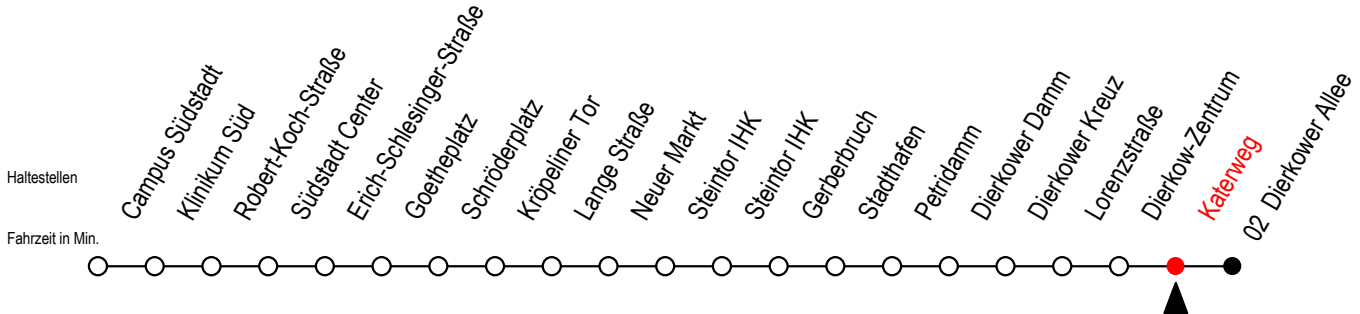 Haltestellen
Campus Südstadt
Klinikum Süd
Robert-Koch-Straße
Südstadt Center
Erich-Schlesinger-Straße
Goetheplatz
Schröderplatz
Kröpeliner Tor
Lange Straße
Neuer Markt
Steintor IHK
Steintor IHK
Gerberbruch
Stadthafen
Petridamm
Dierkower Damm
Dierkower Kreuz
Lorenzstraße
Dierkow-Zentrum
Katerweg
02 Dierkower Allee
Fahrzeit in Min.